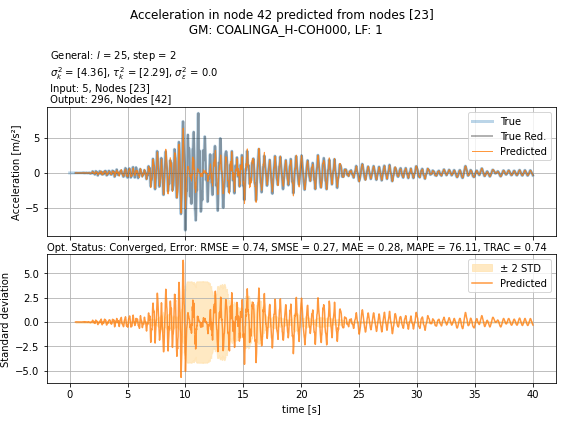 Acceleration in node 42 predicted from nodes [23]
GM: COALINGA_H-COH000, LF: 1
General: l = 25, step = 2
σ²ₖ = [4.36], τ²ₖ = [2.29], σ²ᵣ = 0.0
Input: 5, Nodes [23]
Output: 296, Nodes [42]
True
True Red.
Predicted
Acceleration [m/s²]
5
0
−5
Opt. Status: Converged, Error: RMSE = 0.74, SMSE = 0.27, MAE = 0.28, MAPE = 76.11, TRAC = 0.74
± 2 STD
Predicted
Standard deviation
5.0
2.5
0.0
−2.5
−5.0
0 5 10 15 20 25 30 35 40
time [s]